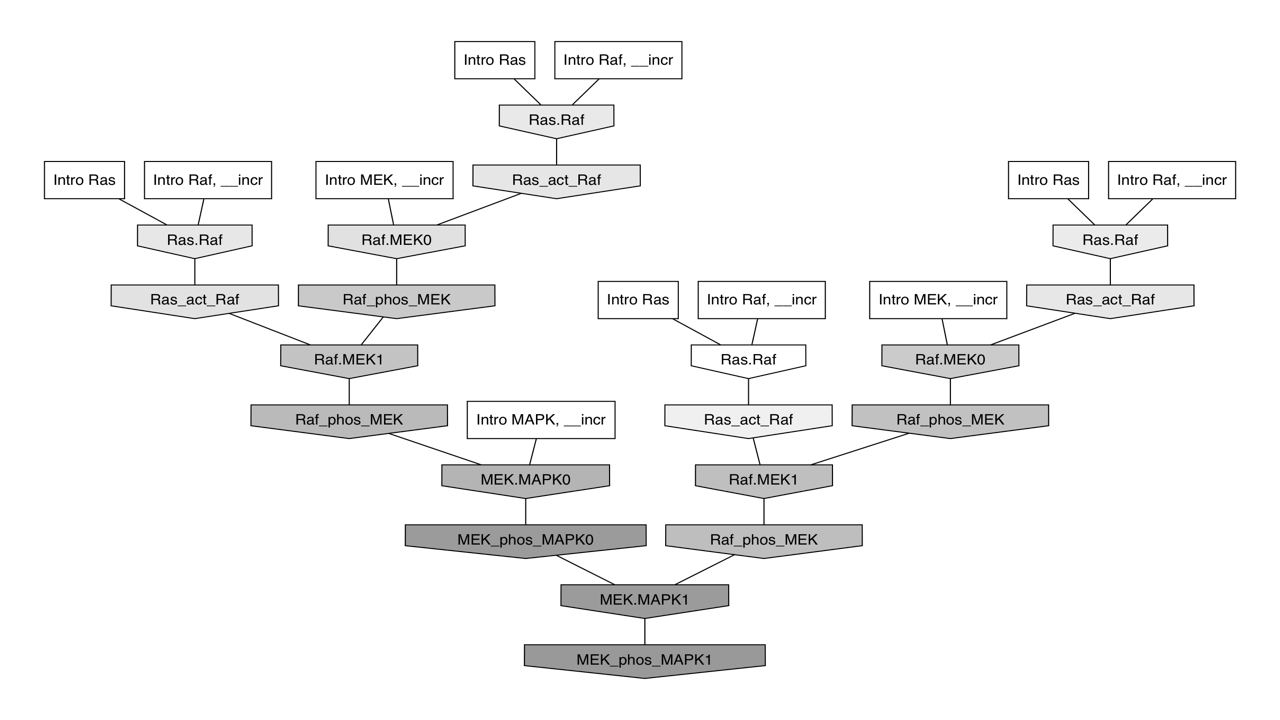 Intro Ras
Intro Raf, __incr
Ras.Raf
Intro Ras
Intro Raf, __incr
Intro MEK, __incr
Ras_act_Raf
Intro Ras
Intro Raf, __incr
Ras.Raf
Raf.MEK0
Ras.Raf
Ras_act_Raf
Raf_phos_MEK
Intro Ras
Intro Raf, __incr
Intro MEK, __incr
Ras_act_Raf
Raf.MEK1
Ras.Raf
Raf.MEK0
Raf_phos_MEK
Intro MAPK, __incr
Ras_act_Raf
Raf_phos_MEK
MEK.MAPK0
Raf.MEK1
MEK_phos_MAPK0
Raf_phos_MEK
MEK.MAPK1
MEK_phos_MAPK1